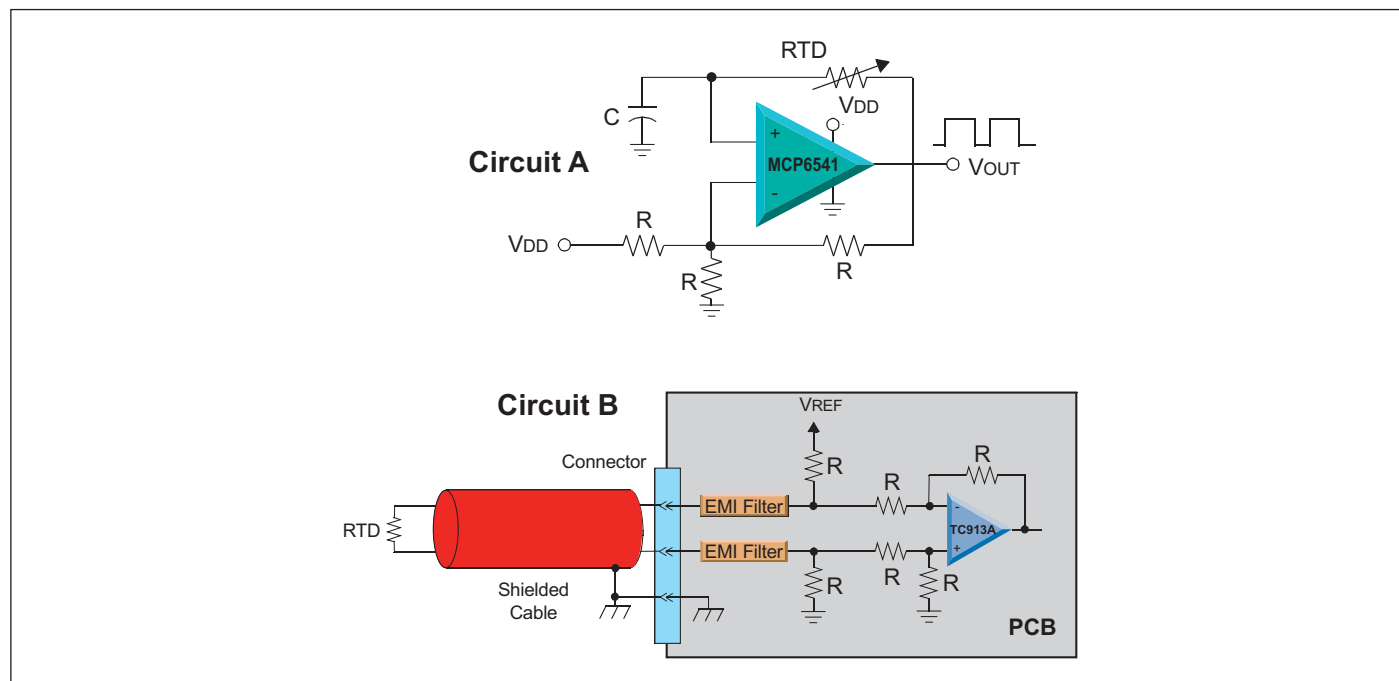 RTD
VDD
C
+
MCP6541
-
Circuit A
VOUT
R
VDD
R
R
Circuit B
VREF
Connector
R
R
R
EMI Filter
-
TC913A
RTD
EMI Filter
+
R
R
R
Shielded
Cable
PCB